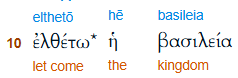 elthetō hē basileia
10 ἐλθέτω* ἡ βασιλεία
let come the kingdom